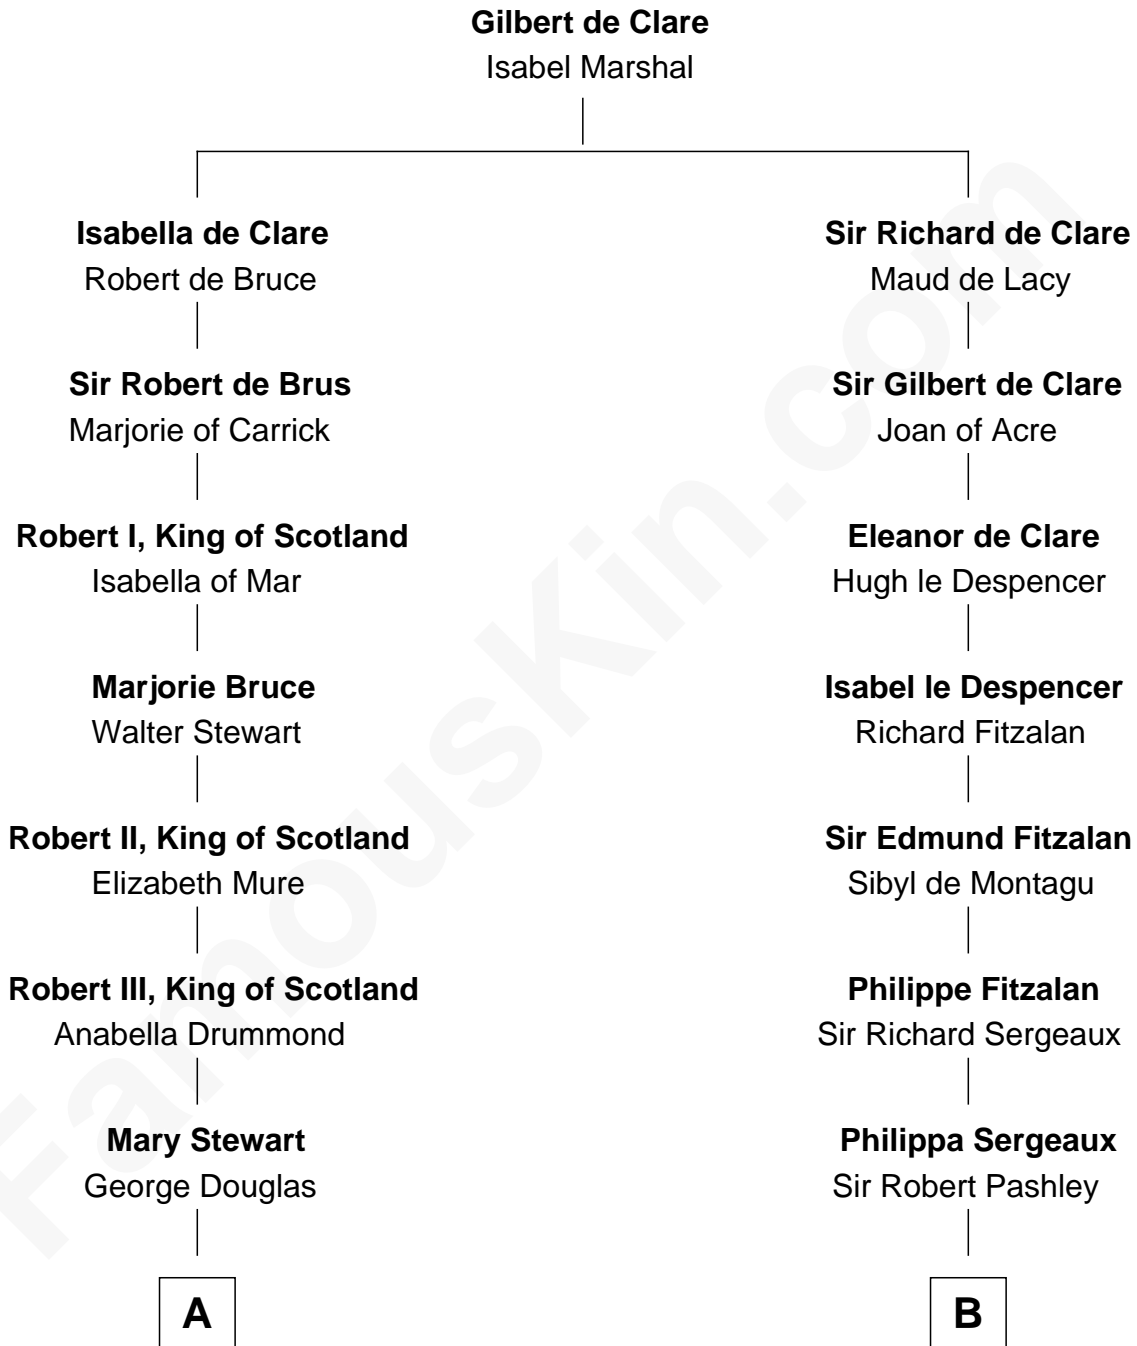 Gilbert de Clare
Isabel Marshal
Isabella de Clare
Robert de Bruce
Sir Richard de Clare
Maud de Lacy
Sir Robert de Brus
Marjorie of Carrick
Sir Gilbert de Clare
Joan of Acre
Robert I, King of Scotland
Isabella of Mar
Eleanor de Clare
Hugh le Despencer
Marjorie Bruce
Walter Stewart
Isabel le Despencer
Richard Fitzalan
Robert II, King of Scotland
Elizabeth Mure
Sir Edmund Fitzalan
Sibyl de Montagu
Robert III, King of Scotland
Anabella Drummond
Philippe Fitzalan
Sir Richard Sergeaux
Mary Stewart
George Douglas
Philippa Sergeaux
Sir Robert Pashley
A
B
FamousKin.com